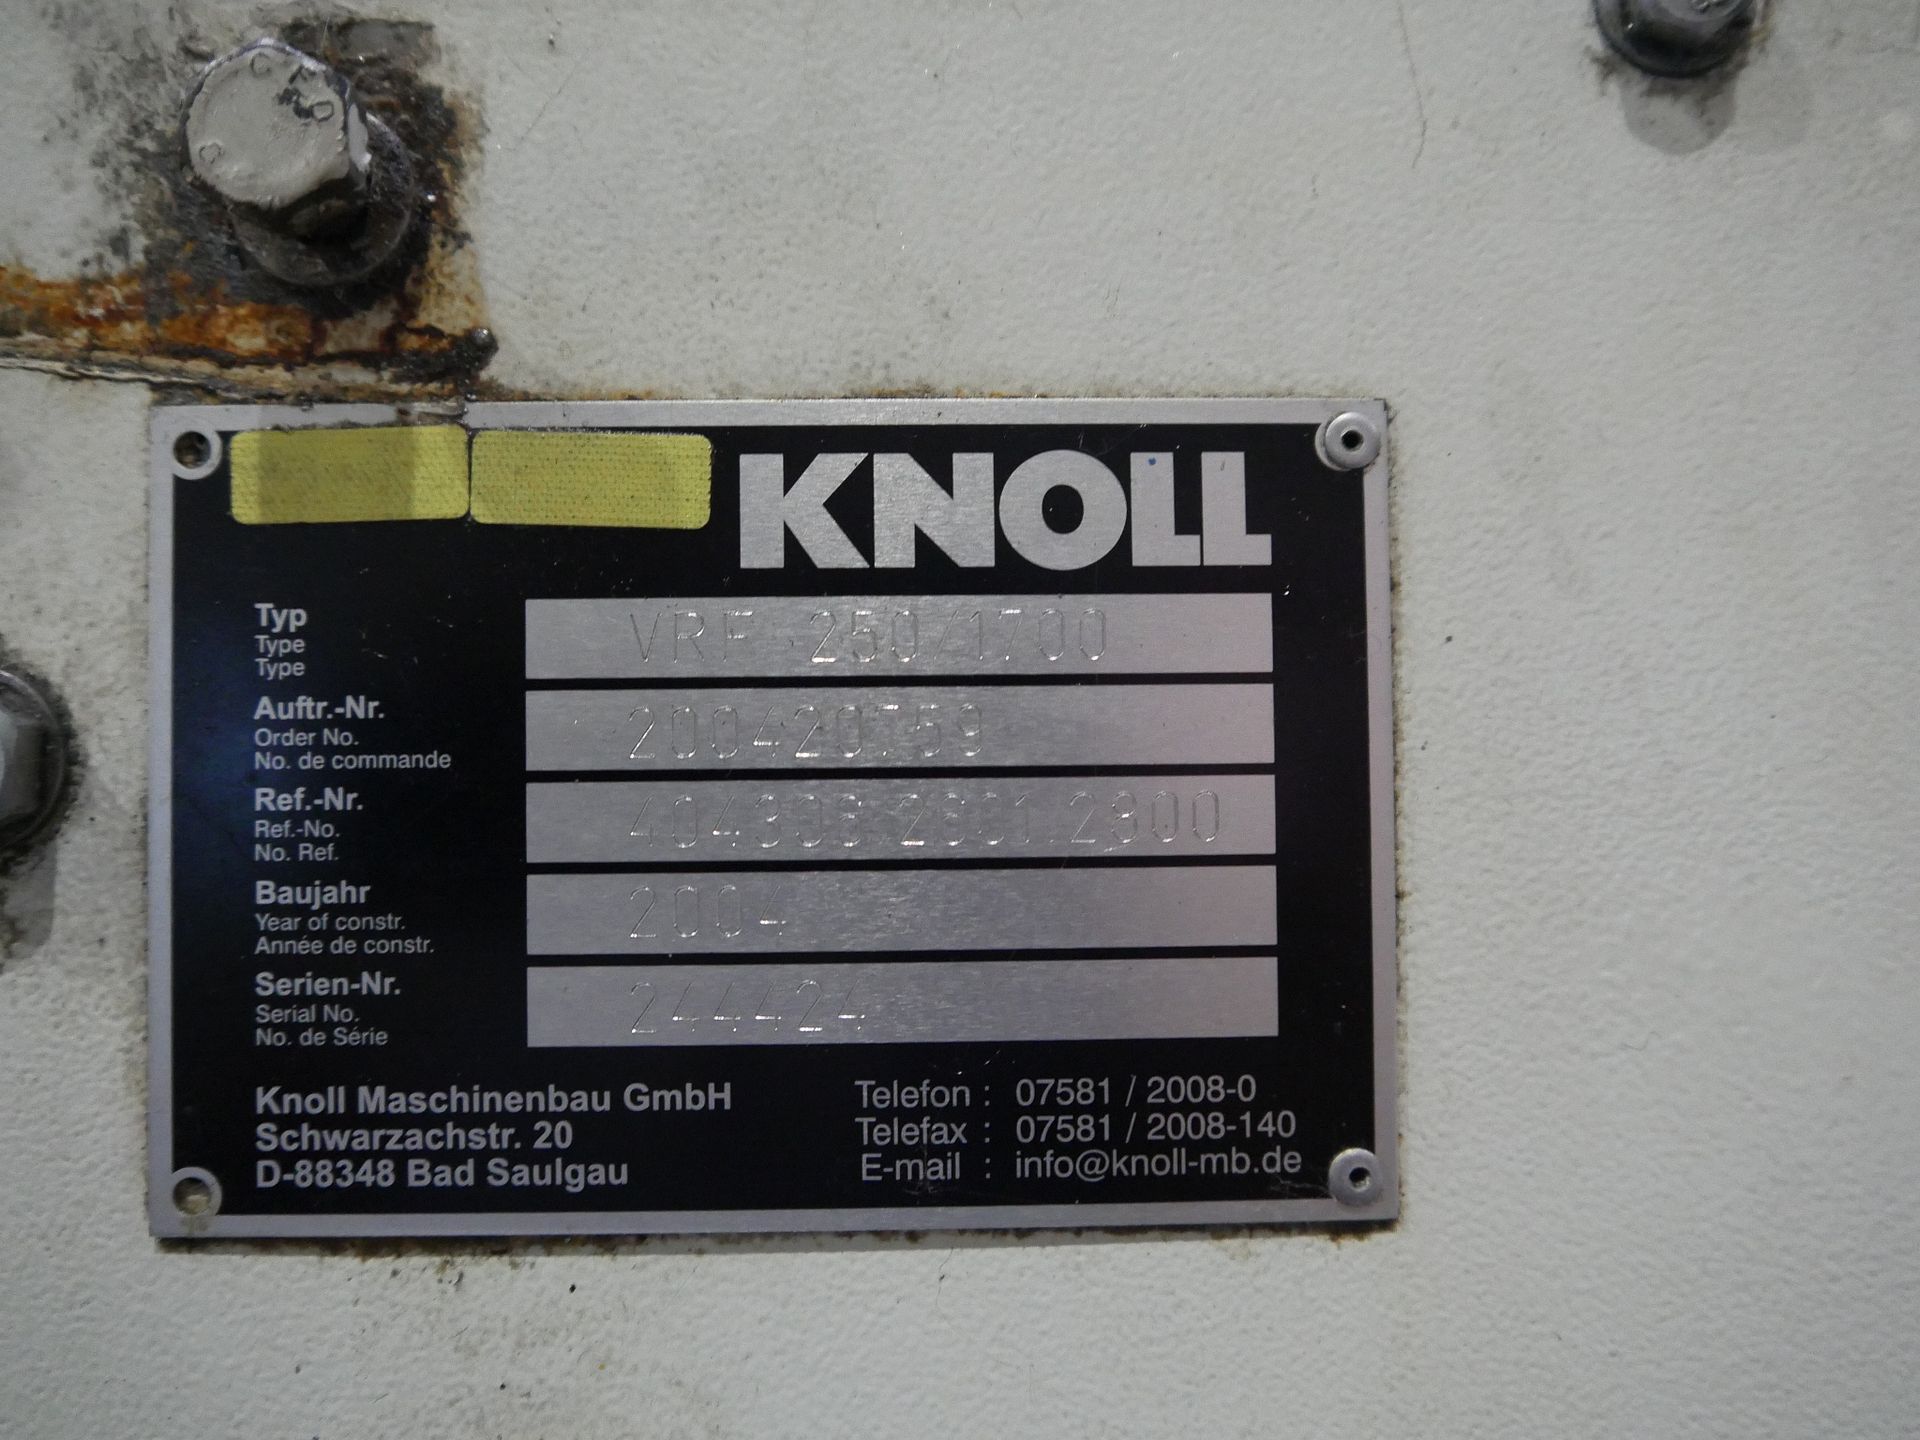 KNOLL
Typ VRF 250/1700
Type
Type
Auftr.-Nr. 200420759
Order No.
No. de commande
Ref.-Nr.
Ref.-No.
No. Ref.
Baujahr 2004
Year of constr.
Année de constr.
Serien-Nr. 244424
Serial No.
No. de Série
Knoll Maschinenbau GmbH
Schwarzachstr. 20
D-88348 Bad Saulgau
Telefon : 07581 / 2008-0
Telefax : 07581 / 2008-140
E-mail : info@knoll-mb.de